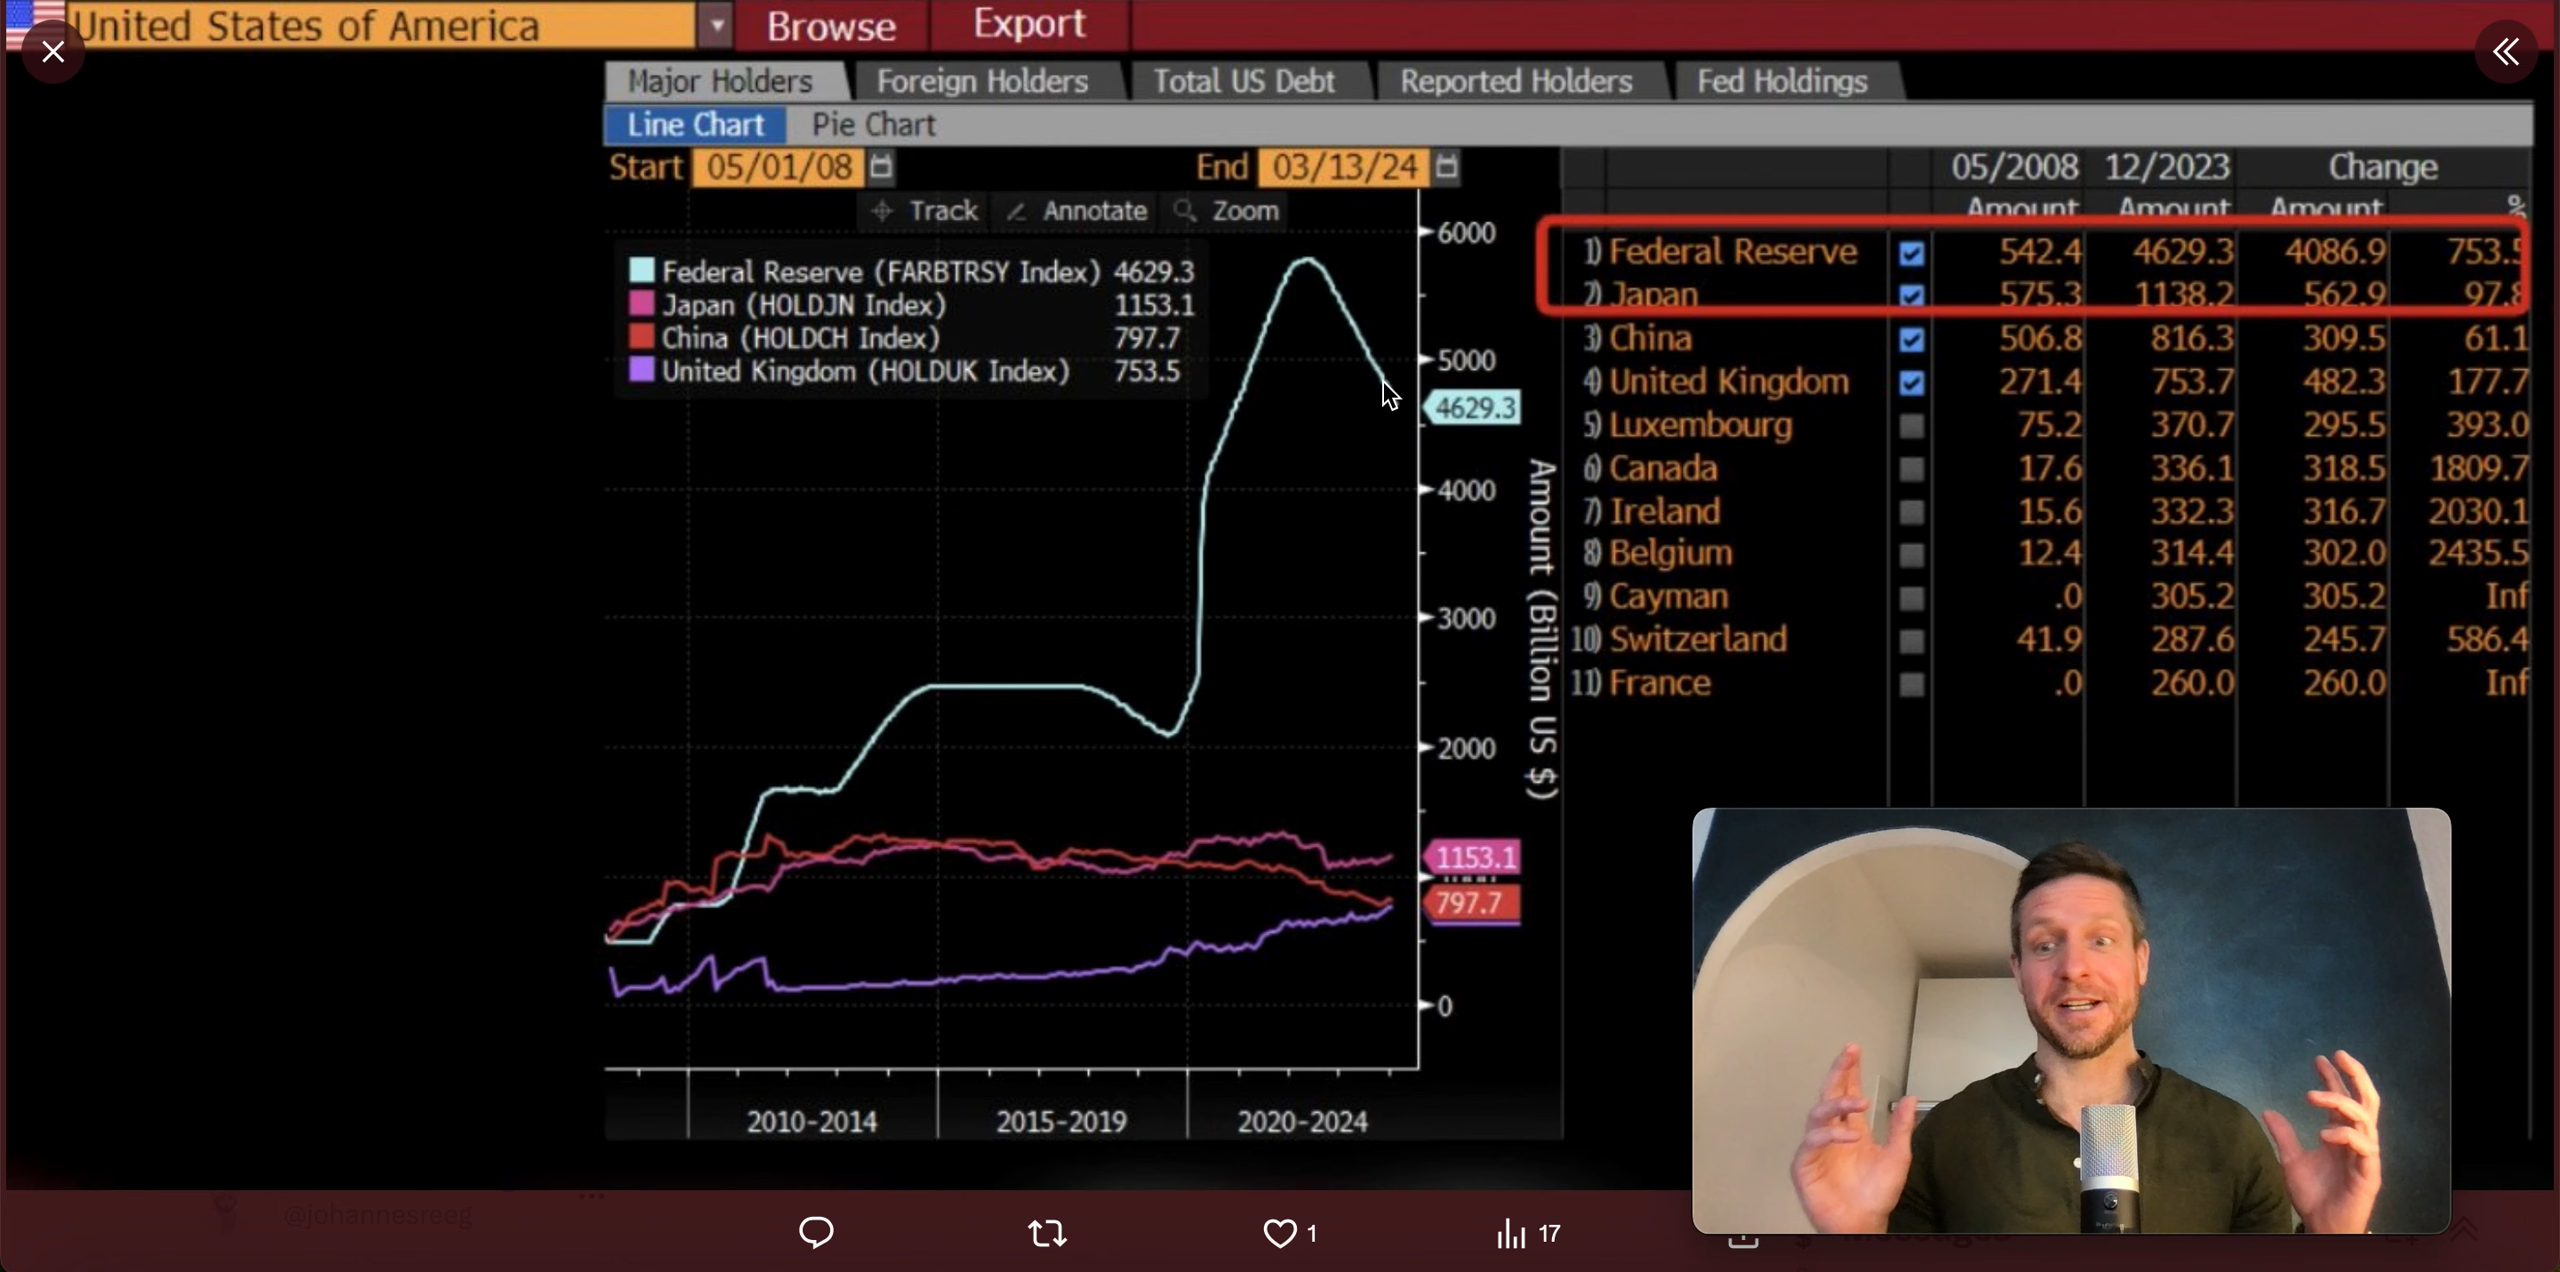 United States of America
Browse
Export
Major Holders
Foreign Holders
Total US Debt
Reported Holders
Fed Holdings
Line Chart
Pie Chart
Start 05/01/08
End 03/13/24
Track
Annotate
Zoom
Federal Reserve (FARBTRSY Index) 4629.3
Japan (HOLDJN Index) 1153.1
China (HOLDCH Index) 797.7
United Kingdom (HOLDUK Index) 753.5
6000
5000
4629.3
4000
3000
2000
1153.1
797.7
0
Amount (Billion US $)
2010-2014
2015-2019
2020-2024
05/2008 12/2023 Change
Amount Amount Amount %
1) Federal Reserve 542.4 4629.3 4086.9 753.5
2) Japan 575.3 1138.2 562.9 97.8
3) China 506.8 816.3 309.5 61.1
4) United Kingdom 271.4 753.7 482.3 177.7
5) Luxembourg 75.2 370.7 295.5 393.0
6) Canada 17.6 336.1 318.5 1809.7
7) Ireland 15.6 332.3 316.7 2030.1
8) Belgium 12.4 314.4 302.0 2435.5
9) Cayman .0 305.2 305.2 Inf
10) Switzerland 41.9 287.6 245.7 586.4
11) France .0 260.0 260.0 Inf
@johannesreeg
1
17